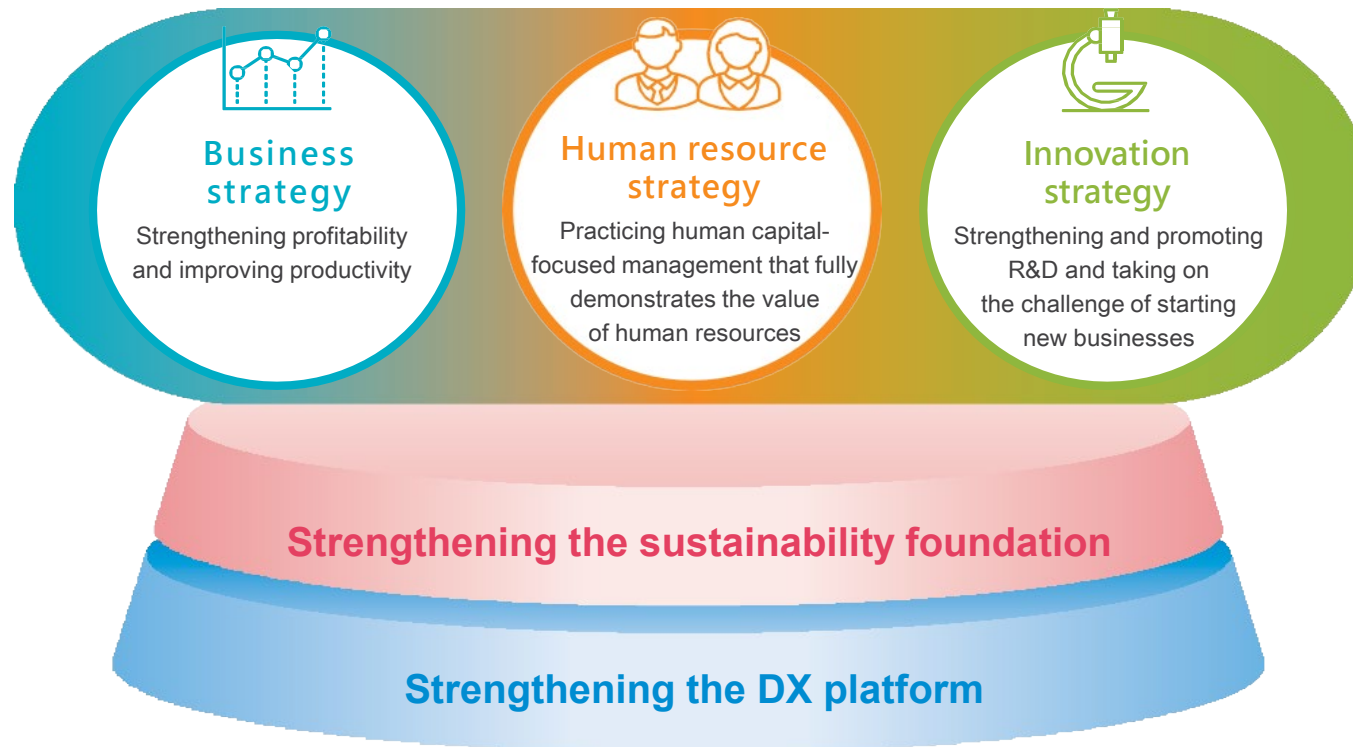 Business
strategy
Strengthening profitability
and improving productivity
Human resource
strategy
Practicing human capital-
focused management that fully
demonstrates the value
of human resources
Innovation
strategy
Strengthening and promoting
R&D and taking on
the challenge of starting
new businesses
Strengthening the sustainability foundation
Strengthening the DX platform